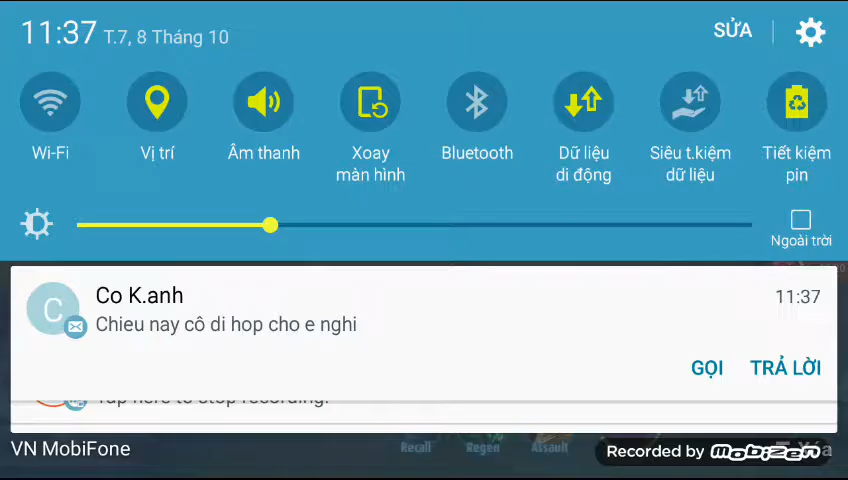 11:37 T.7, 8 Tháng 10
SỬA
Wi-Fi
Vị trí
Âm thanh
Xoay
màn hình
Bluetooth
Dữ liệu
di động
Siêu t.kiệm
dữ liệu
Tiết kiệm
pin
Ngoài trời
C
Co K.anh
11:37
Chieu nay cô di hop cho e nghi
GỌI
TRẢ LỜI
Tap here to stop recording.
VN MobiFone
Recall
Regen
Assault
Recorded by mobizen